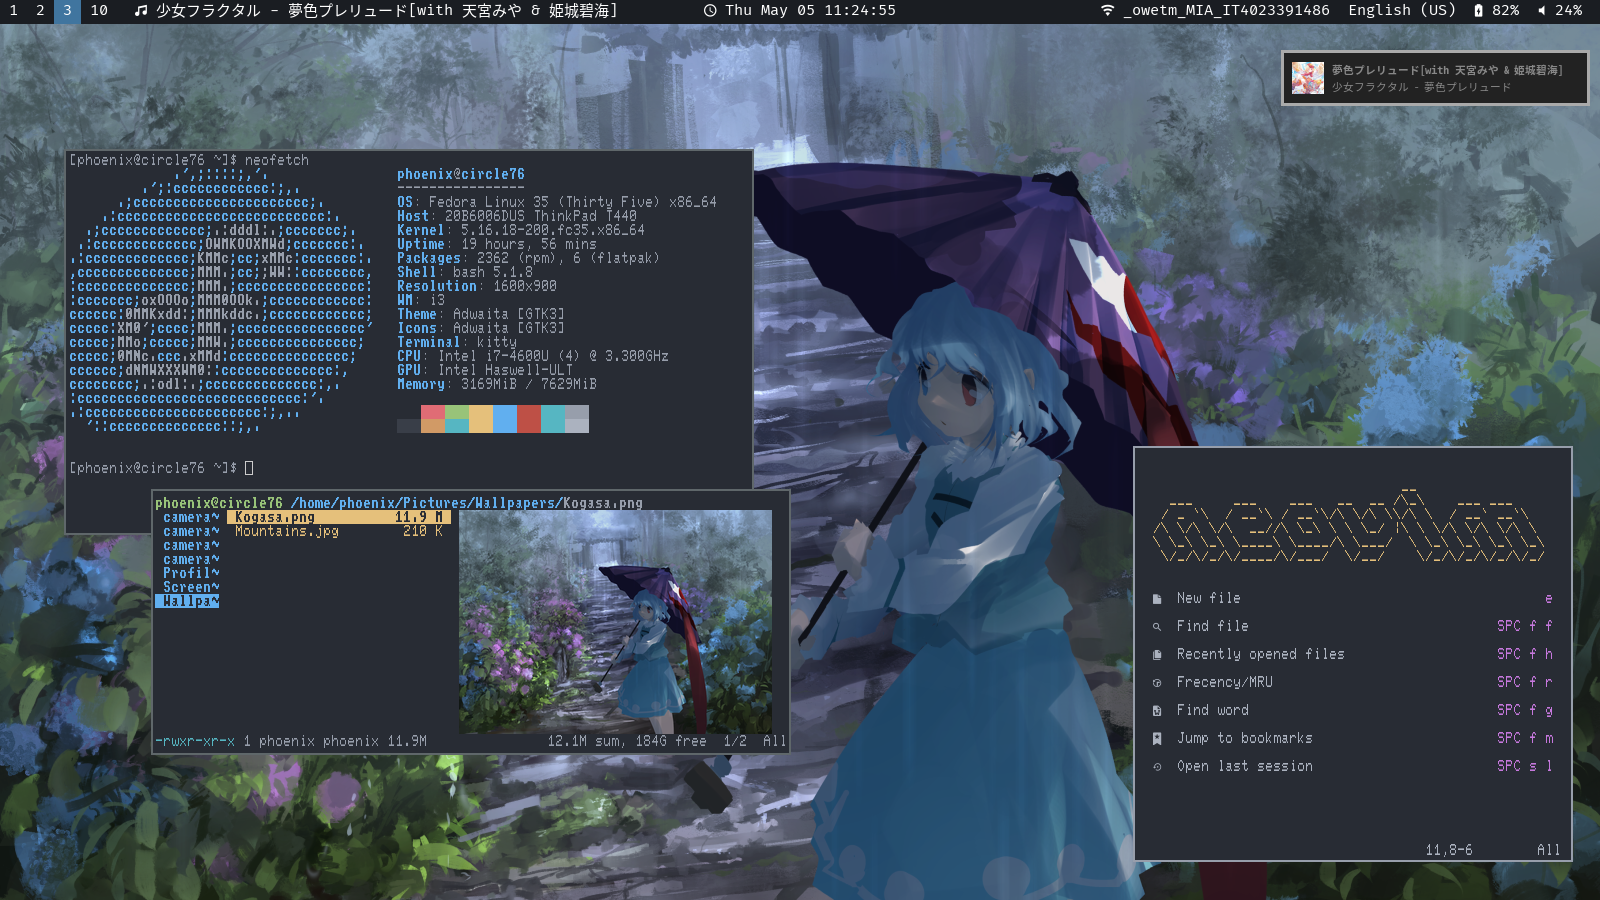 1 2 3 10 少女フラクタル - 夢色プレリュード[with 天宮みや & 姫城碧海]
Thu May 05 11:24:55
_owetm_MIA_IT4023391486 English (US) 82% 24%
夢色プレリュード[with 天宮みや & 姫城碧海]
少女フラクタル - 夢色プレリュード
[phoenix@circle76 ~]$ neofetch
phoenix@circle76
----------------
OS: Fedora Linux 35 (Thirty Five) x86_64
Host: 20B6006DUS ThinkPad T440
Kernel: 5.16.18-200.fc35.x86_64
Uptime: 19 hours, 56 mins
Packages: 2362 (rpm), 6 (flatpak)
Shell: bash 5.1.8
Resolution: 1600x900
WM: i3
Theme: Adwaita [GTK3]
Icons: Adwaita [GTK3]
Terminal: kitty
CPU: Intel i7-4600U (4) @ 3.300GHz
GPU: Intel Haswell-ULT
Memory: 3169MiB / 7629MiB
[phoenix@circle76 ~]$
phoenix@circle76 /home/phoenix/Pictures/Wallpapers/Kogasa.png
camera~ Kogasa.png 11.9 M
camera~ Mountains.jpg 210 K
camera~
camera~
Profil~
Screen~
Wallpa~
-rwxr-xr-x 1 phoenix phoenix 11.9M 12.1M sum, 184G free 1/2 All
New file e
Find file SPC f f
Recently opened files SPC f h
Frecency/MRU SPC f r
Find word SPC f g
Jump to bookmarks SPC f m
Open last session SPC s l
11,8-6 All